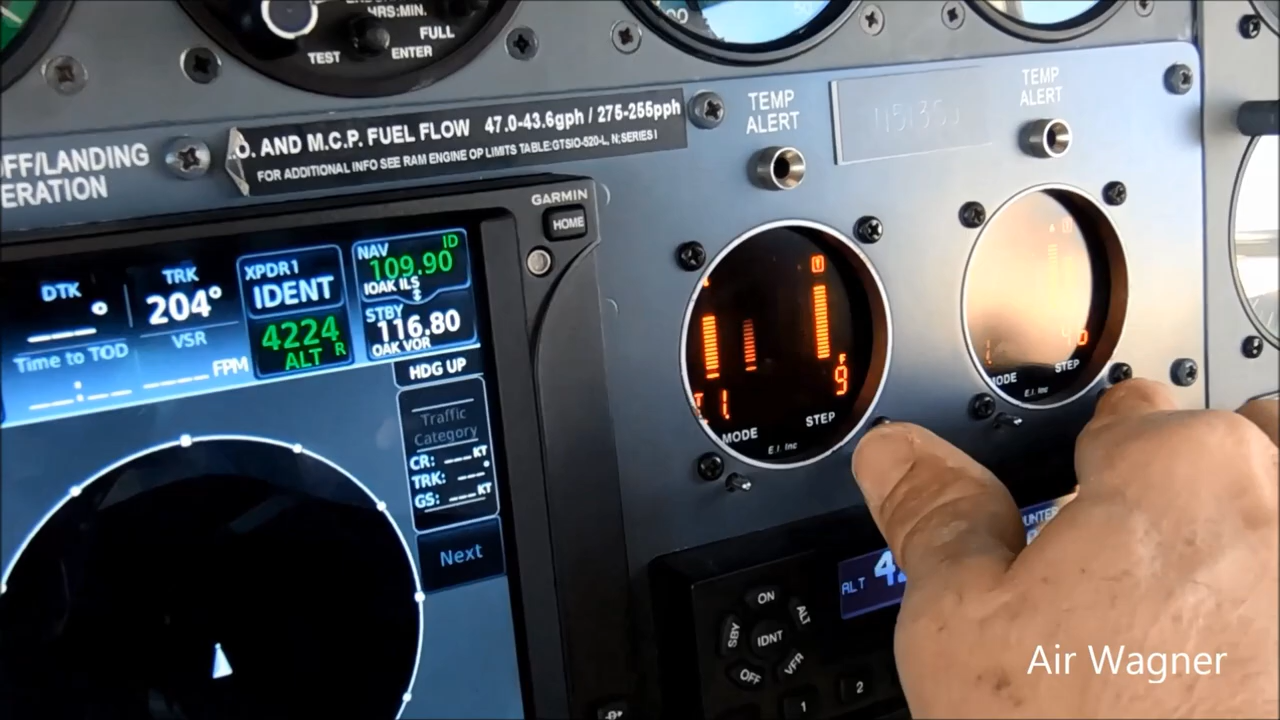 HRS:MIN.
FULL
TEST
ENTER
FF/LANDING
ERATION
.O. AND M.C.P. FUEL FLOW 47.0-43.6gph / 275-255pph
FOR ADDITIONAL INFO SEE RAM ENGINE OP LIMITS TABLE:GTSIO-520-L, N:SERIES I
TEMP
ALERT
TEMP
ALERT
GARMIN
HOME
DTK
°
TRK
204°
Time to TOD
VSR
FPM
XPDR1
IDENT
4224
ALT R
NAV ID
109.90
IOAK ILS
STBY
116.80
OAK VOR
HDG UP
Traffic
Category
CR: ___KT
TRK: ___°
GS: ___KT
Next
F
9
MODE
STEP
E.I. Inc
MODE
STEP
E.I. Inc
ON
ALT
SBY
IDNT
OFF
VFR
1
2
ALT
Air Wagner